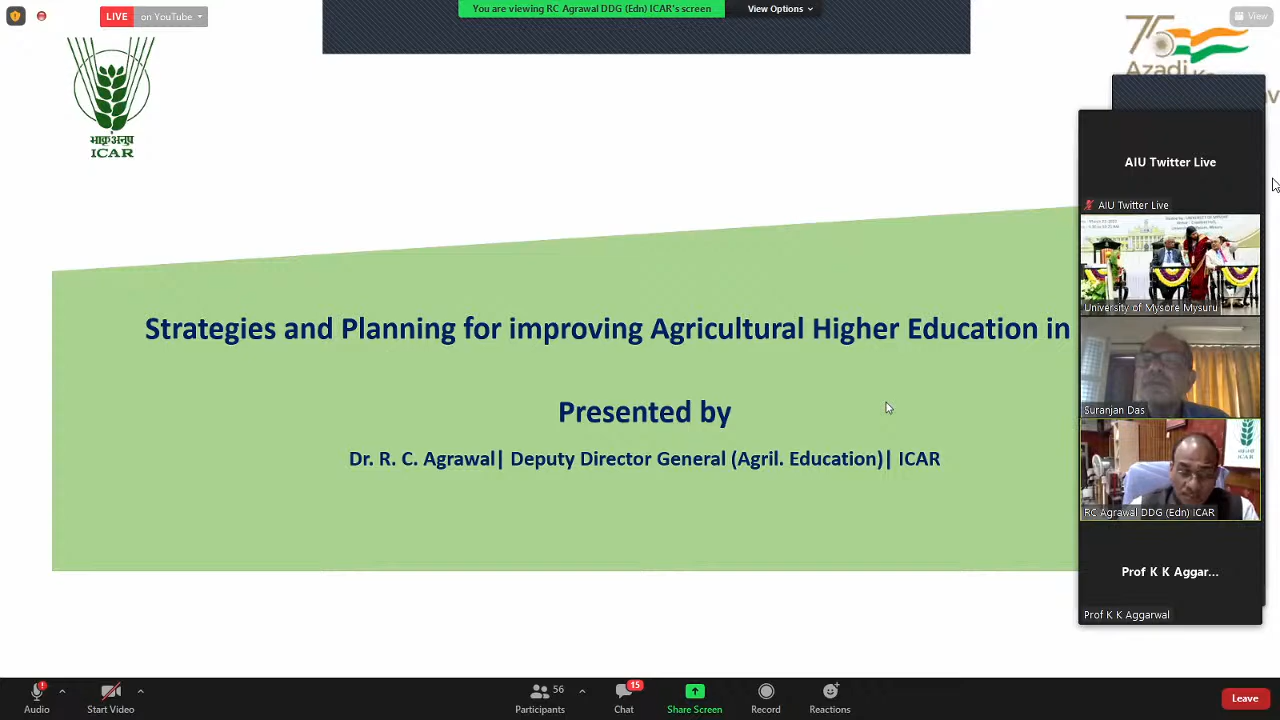 LIVE on YouTube
You are viewing RC Agrawal DDG (Edn) ICAR's screen
View Options
View
भाकृअनुप
ICAR
75
Azadi
AIU Twitter Live
AIU Twitter Live
University of Mysore Mysuru
Suranjan Das
RC Agrawal DDG (Edn) ICAR
Prof K K Aggar...
Prof K K Aggarwal
Strategies and Planning for improving Agricultural Higher Education in
Presented by
Dr. R. C. Agrawal| Deputy Director General (Agril. Education)| ICAR
Audio
Start Video
56
Participants
15
Chat
Share Screen
Record
Reactions
Leave